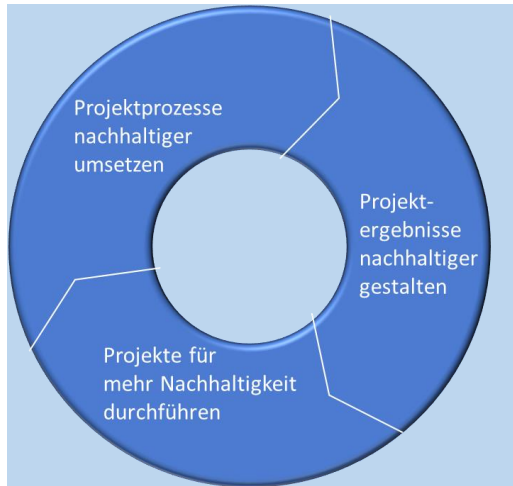 Projektprozesse
nachhaltiger
umsetzen
Projekt-
ergebnisse
nachhaltiger
gestalten
Projekte für
mehr Nachhaltigkeit
durchführen